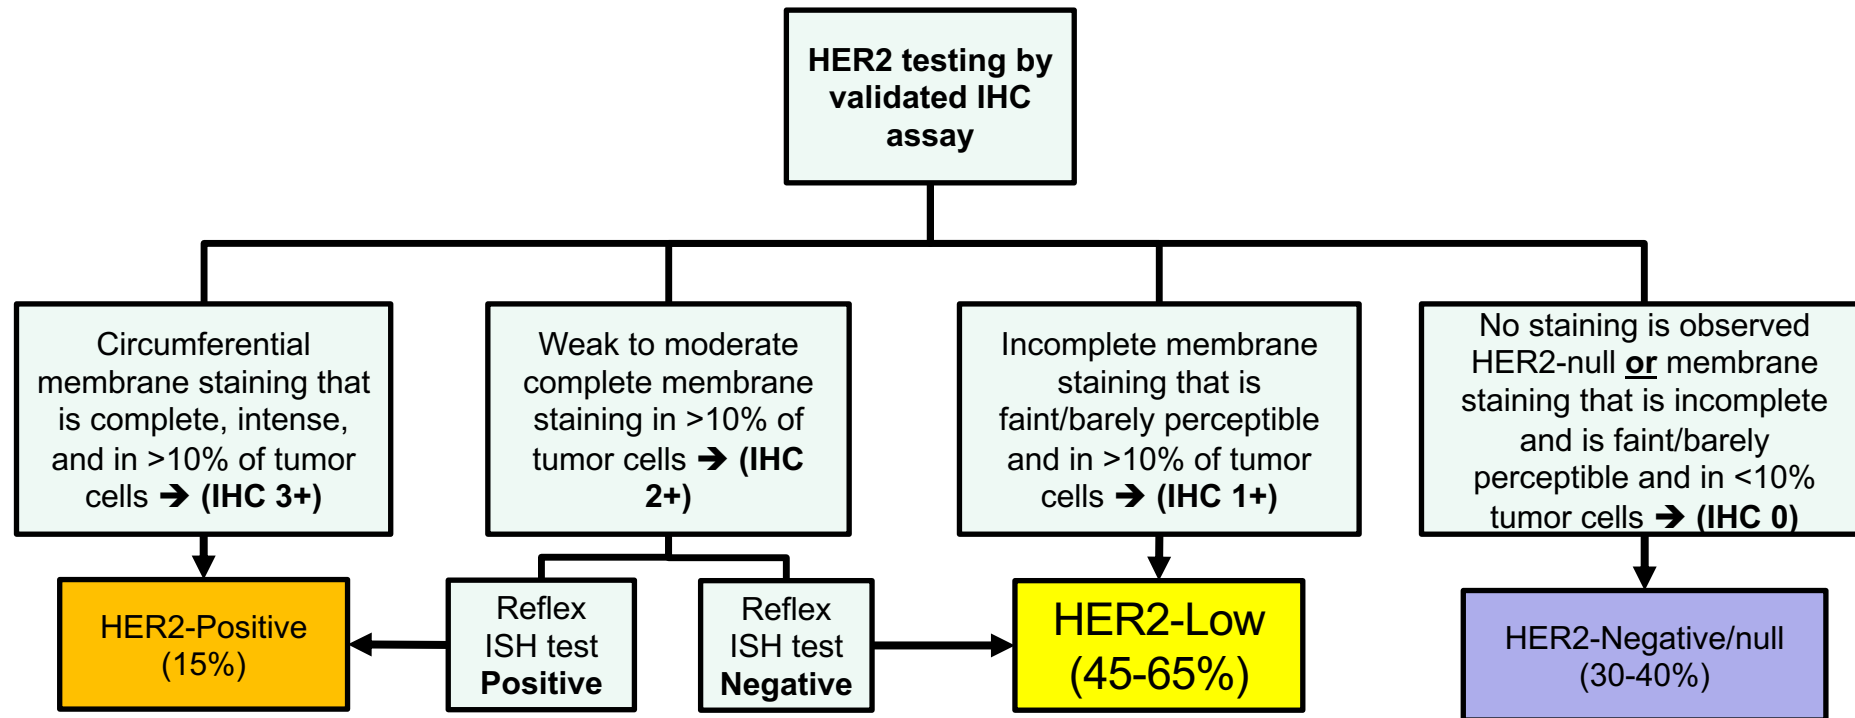 HER2 testing by
validated IHC
assay
Circumferential
membrane staining that
is complete, intense,
and in >10% of tumor
cells ➔ (IHC 3+)
Weak to moderate
complete membrane
staining in >10% of
tumor cells ➔ (IHC
2+)
Incomplete membrane
staining that is
faint/barely perceptible
and in >10% of tumor
cells ➔ (IHC 1+)
No staining is observed
HER2-null or membrane
staining that is incomplete
and is faint/barely
perceptible and in <10%
tumor cells ➔ (IHC 0)
HER2-Positive
(15%)
Reflex
ISH test
Positive
Reflex
ISH test
Negative
HER2-Low
(45-65%)
HER2-Negative/null
(30-40%)